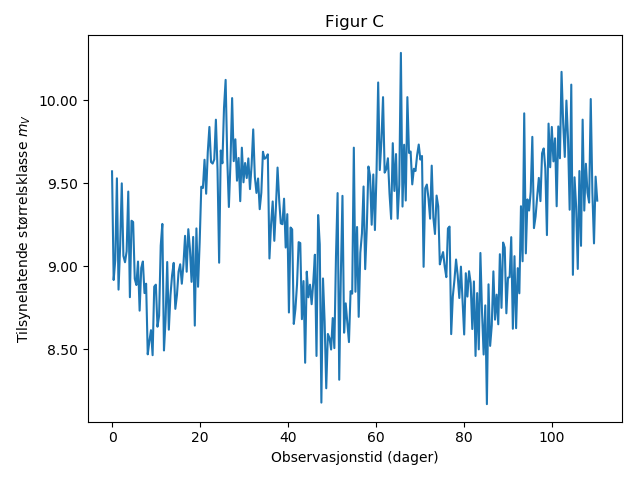 Figur C
Tilsynelatende størrelsklasse $m_V$
10.00
9.50
9.00
8.50
0 20 40 60 80 100
Observasjonstid (dager)